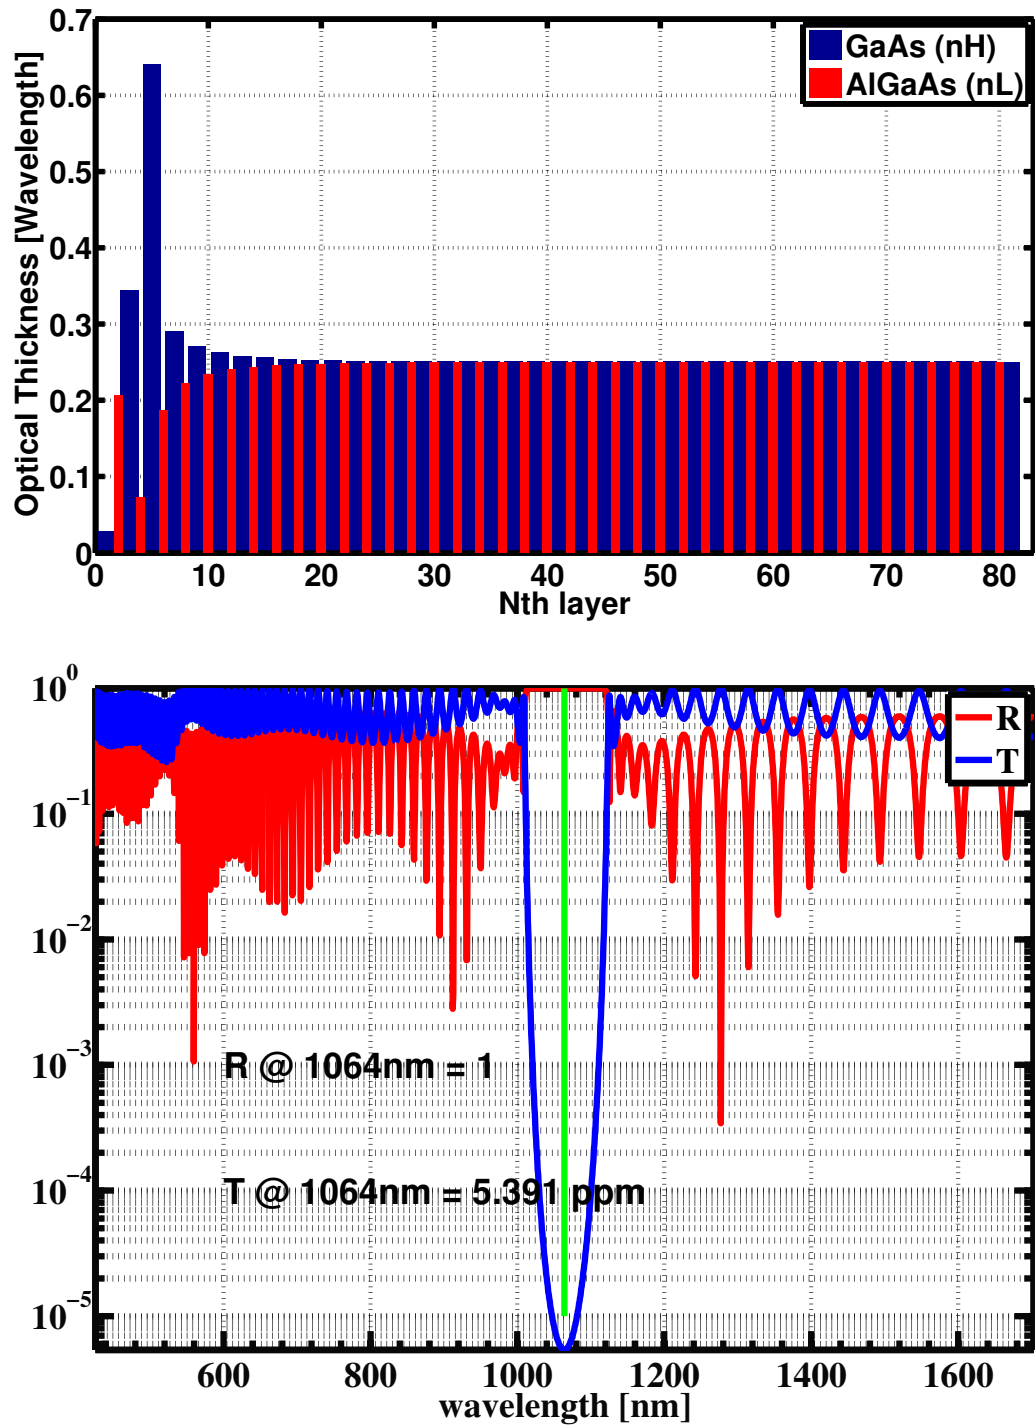 0.7
0.6
0.5
0.4
0.3
0.2
0.1
0
Optical Thickness [Wavelength]
GaAs (nH)
AlGaAs (nL)
0 10 20 30 40 50 60 70 80
Nth layer
10^0
10^-1
10^-2
10^-3
10^-4
10^-5
R
T
R @ 1064nm = 1
T @ 1064nm = 5.391 ppm
600 800 1000 1200 1400 1600
wavelength [nm]